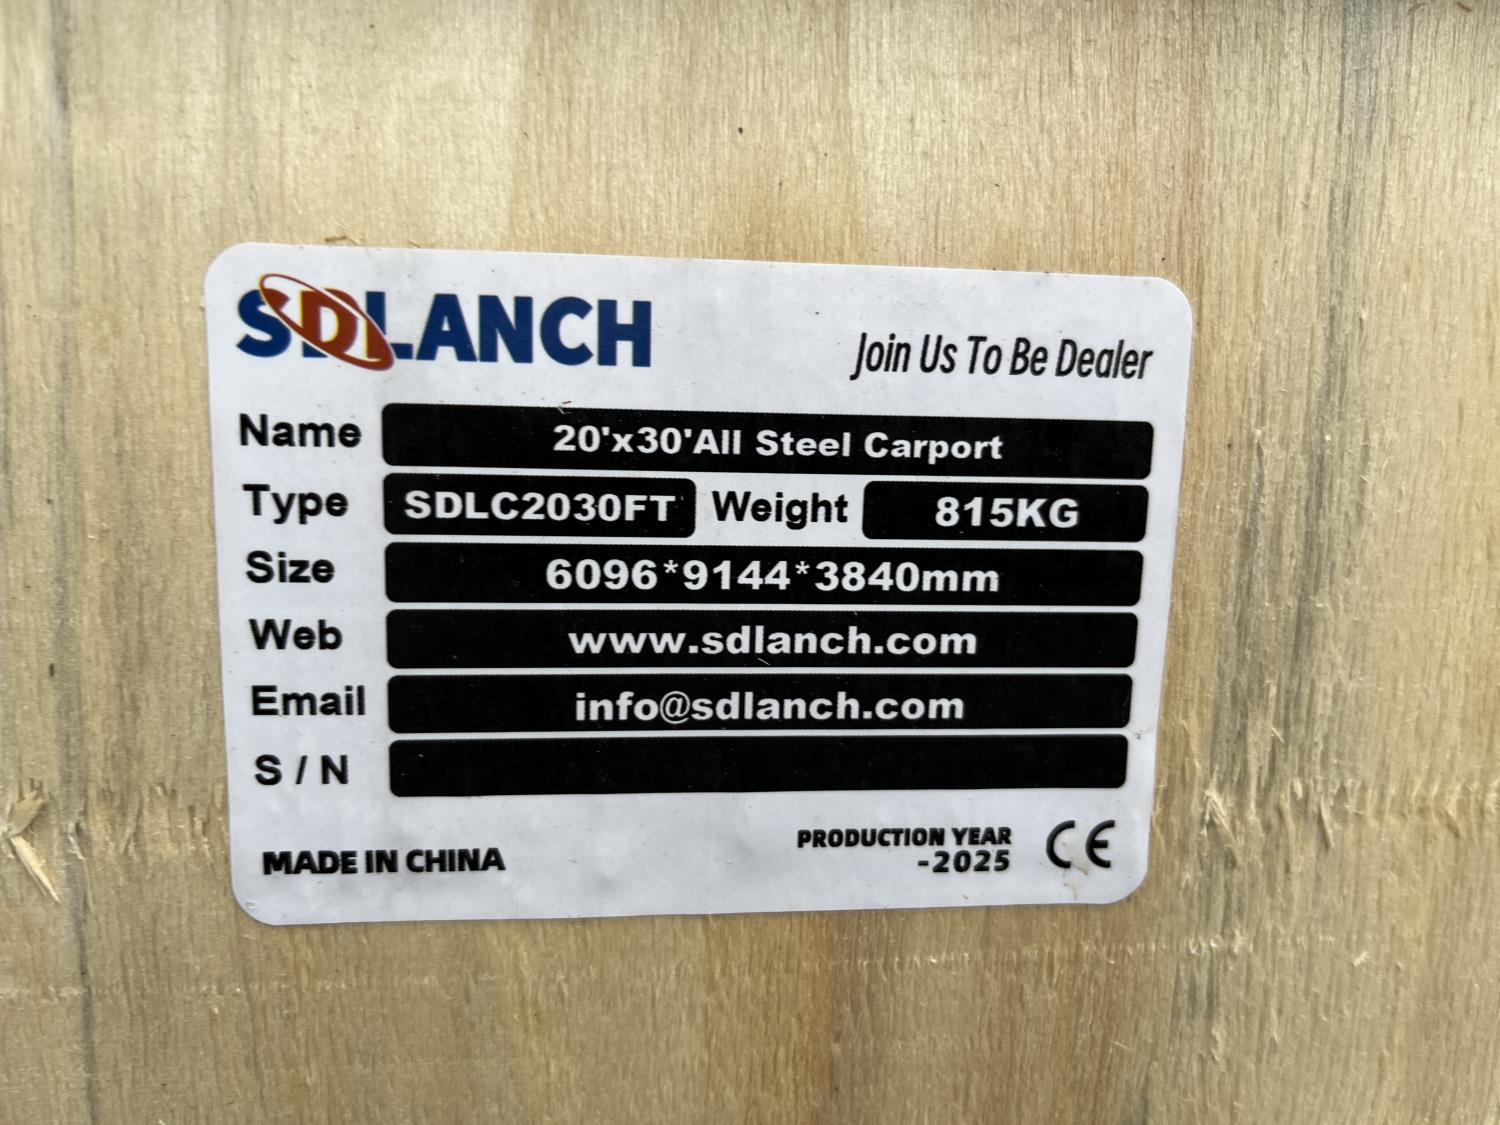 SDLANCH
Join Us To Be Dealer
Name 20'x30'All Steel Carport
Type SDLC2030FT Weight 815KG
Size 6096*9144*3840mm
Web www.sdlanch.com
Email info@sdlanch.com
S / N
MADE IN CHINA
PRODUCTION YEAR
-2025
CE